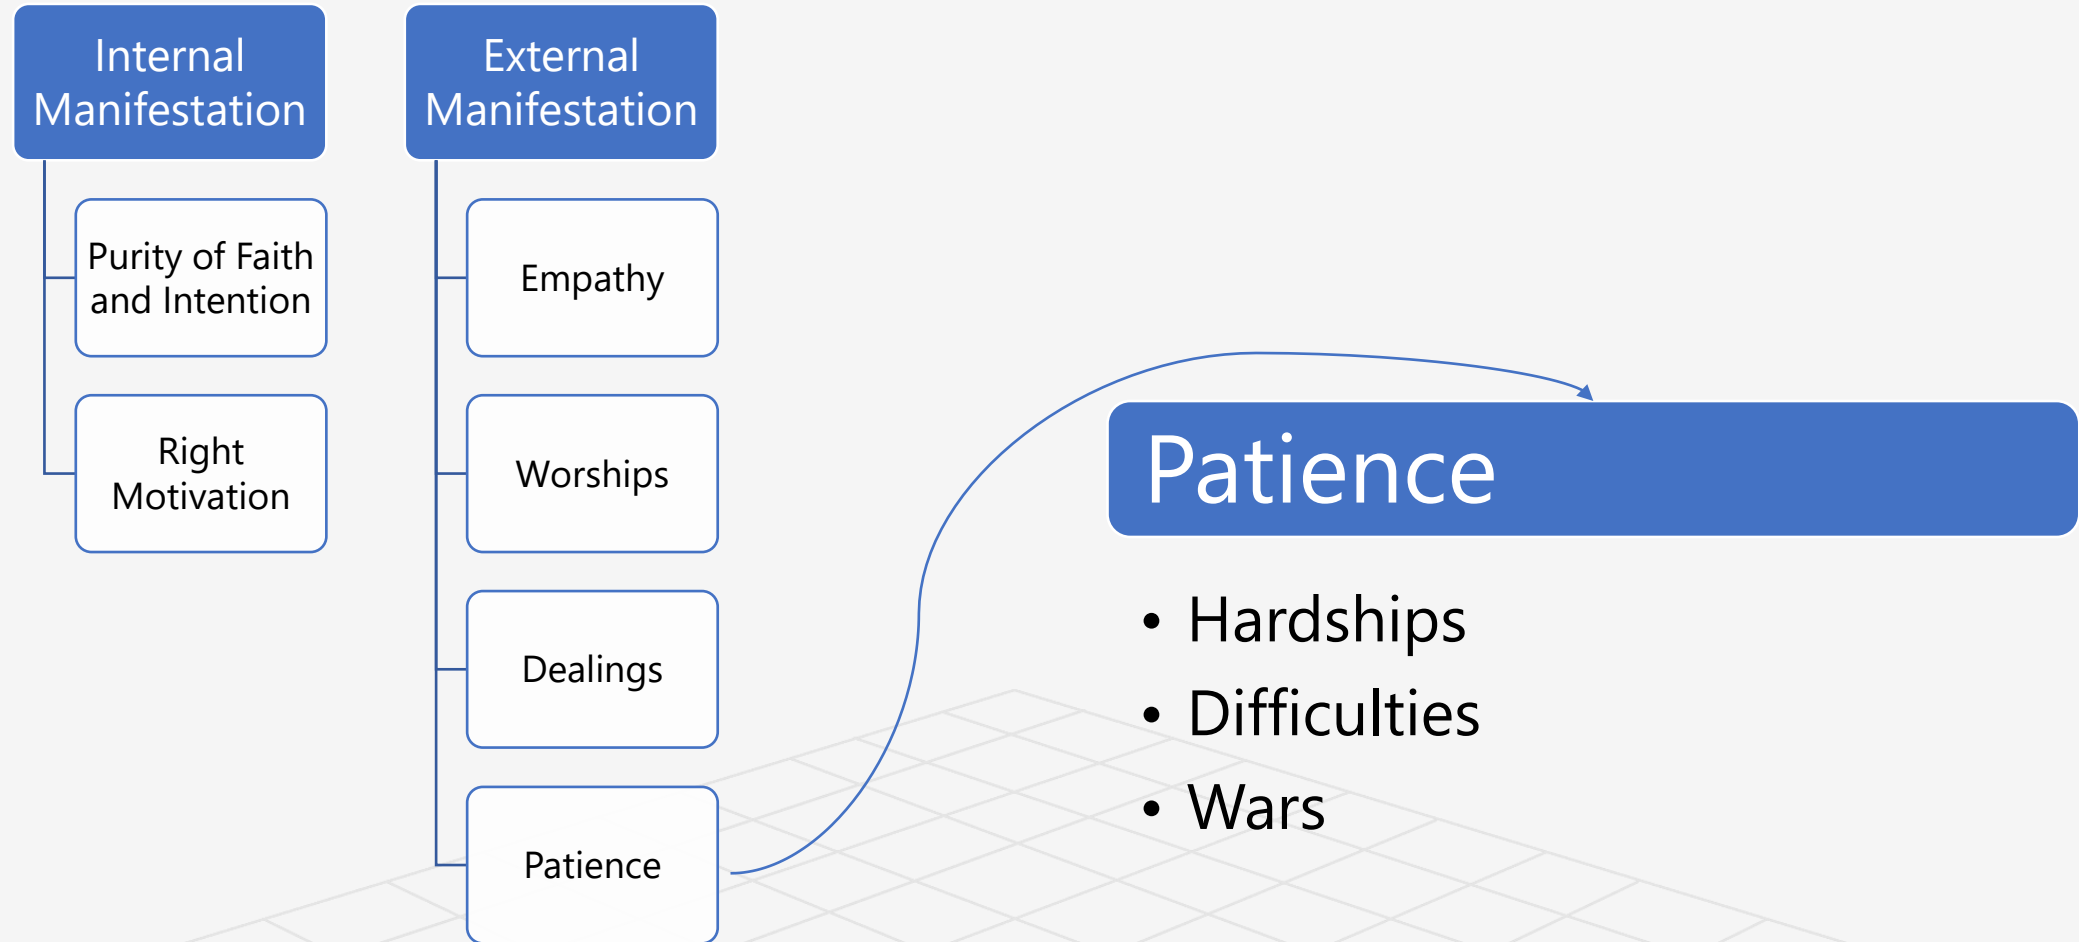 Internal
Manifestation
Purity of Faith
and Intention
Right
Motivation
External
Manifestation
Empathy
Worships
Dealings
Patience
Patience
• Hardships
• Difficulties
• Wars